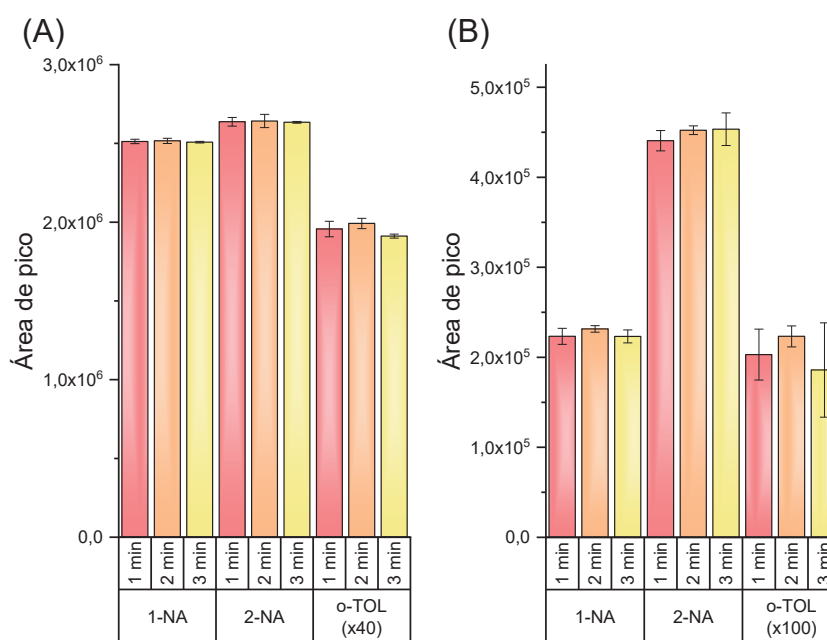 (A)
Área de pico
3,0x10⁶
2,0x10⁶
1,0x10⁶
0,0
1 min
2 min
3 min
1 min
2 min
3 min
1 min
2 min
3 min
1-NA
2-NA
o-TOL
(x40)
(B)
Área de pico
5,0x10⁵
4,0x10⁵
3,0x10⁵
2,0x10⁵
1,0x10⁵
0,0
1 min
2 min
3 min
1 min
2 min
3 min
1 min
2 min
3 min
1-NA
2-NA
o-TOL
(x100)